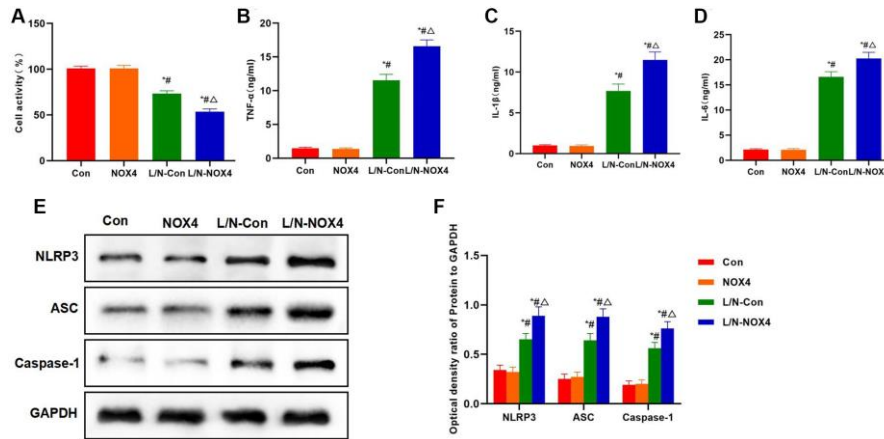 A
Cell activity(%)
150
100
50
0
*#
*#△
Con NOX4 L/N-Con L/N-NOX4
B
TNF-α(ng/ml)
20
15
10
5
0
*#
*#△
Con NOX4 L/N-Con L/N-NOX4
C
IL-1β(ng/ml)
15
10
5
0
*#
*#△
Con NOX4 L/N-Con L/N-NOX4
D
IL-6(ng/ml)
25
20
15
10
5
0
*#
*#△
Con NOX4 L/N-Con L/N-NOX
E
Con NOX4 L/N-Con L/N-NOX4
NLRP3
ASC
Caspase-1
GAPDH
F
Optical density ratio of Protein to GAPDH
1.5
1.0
0.5
0.0
*#
*#△
*#
*#△
*#
*#△
NLRP3 ASC Caspase-1
Con
NOX4
L/N-Con
L/N-NOX4